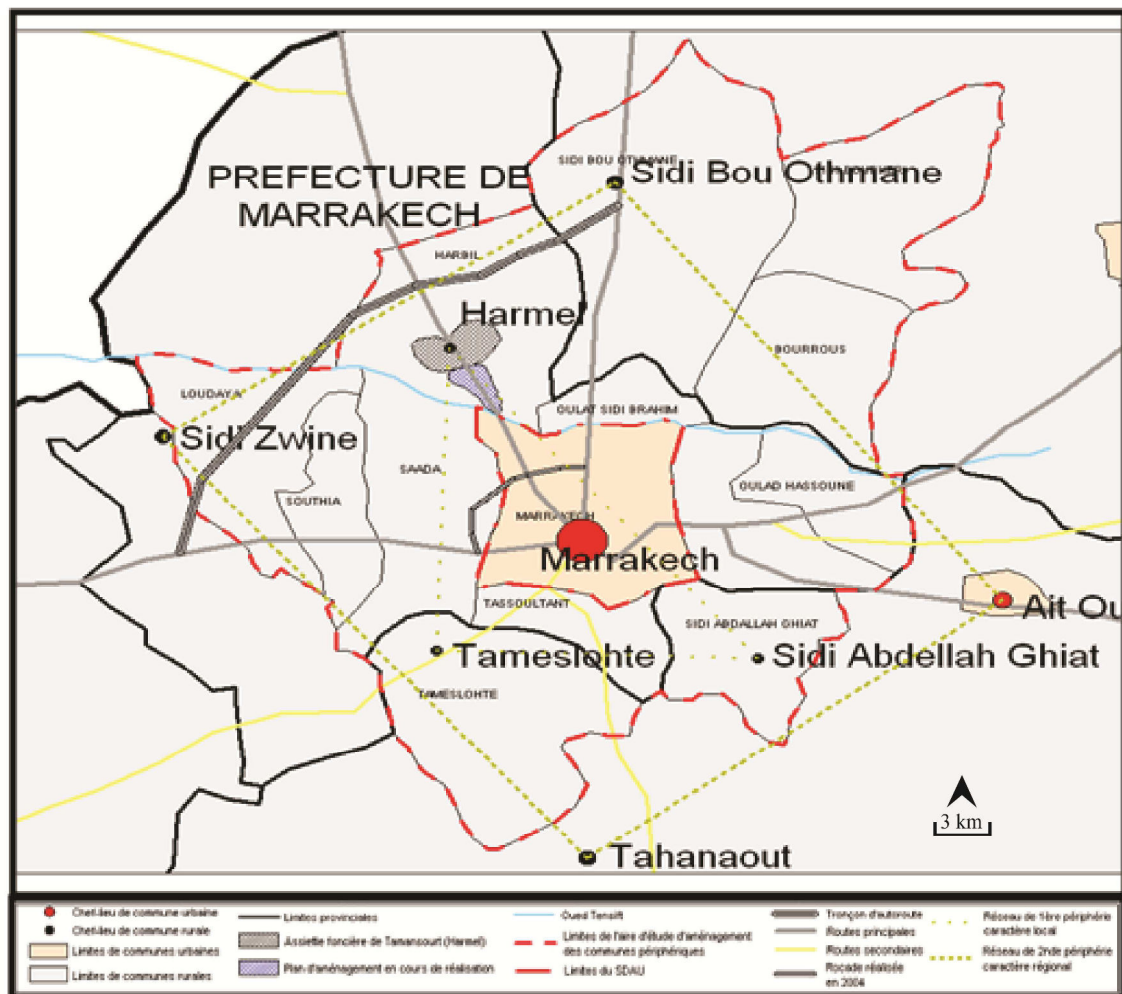 PREFECTURE DE
MARRAKECH
SIDI BOU OTHMANE
Sidi Bou Othmane
HARBIL
Harmel
BOURROUS
LOUDAYA
OULAT SIDI BRAHIM
Sidi Zwine
SAADA
SOUTHIA
OULAD HASSOUNE
MARRAKECH
Marrakech
TASSOULTANT
Ait Ou
SIDI ABDALLAH GHIAT
Tameslohte
Sidi Abdellah Ghiat
TAMESLOHTE
3 km
Tahanaout
Chef-lieu de commune urbaine
Chef-lieu de commune rurale
Limites de communes urbaines
Limites de communes rurales
Limites provinciales
Assiette foncière de Tamansourt (Harmel)
Plan d'aménagement en cours de réalisation
Oued Tensift
Limites de l'aire d'étude d'aménagement
des communes périphériques
Limites du SDAU
Tronçon d'autoroute
Routes principales
Routes secondaires
Rocade réalisée
en 2004
Réseau de 1ère périphérie
caractère local
Réseau de 2nde périphérie
caractère régional